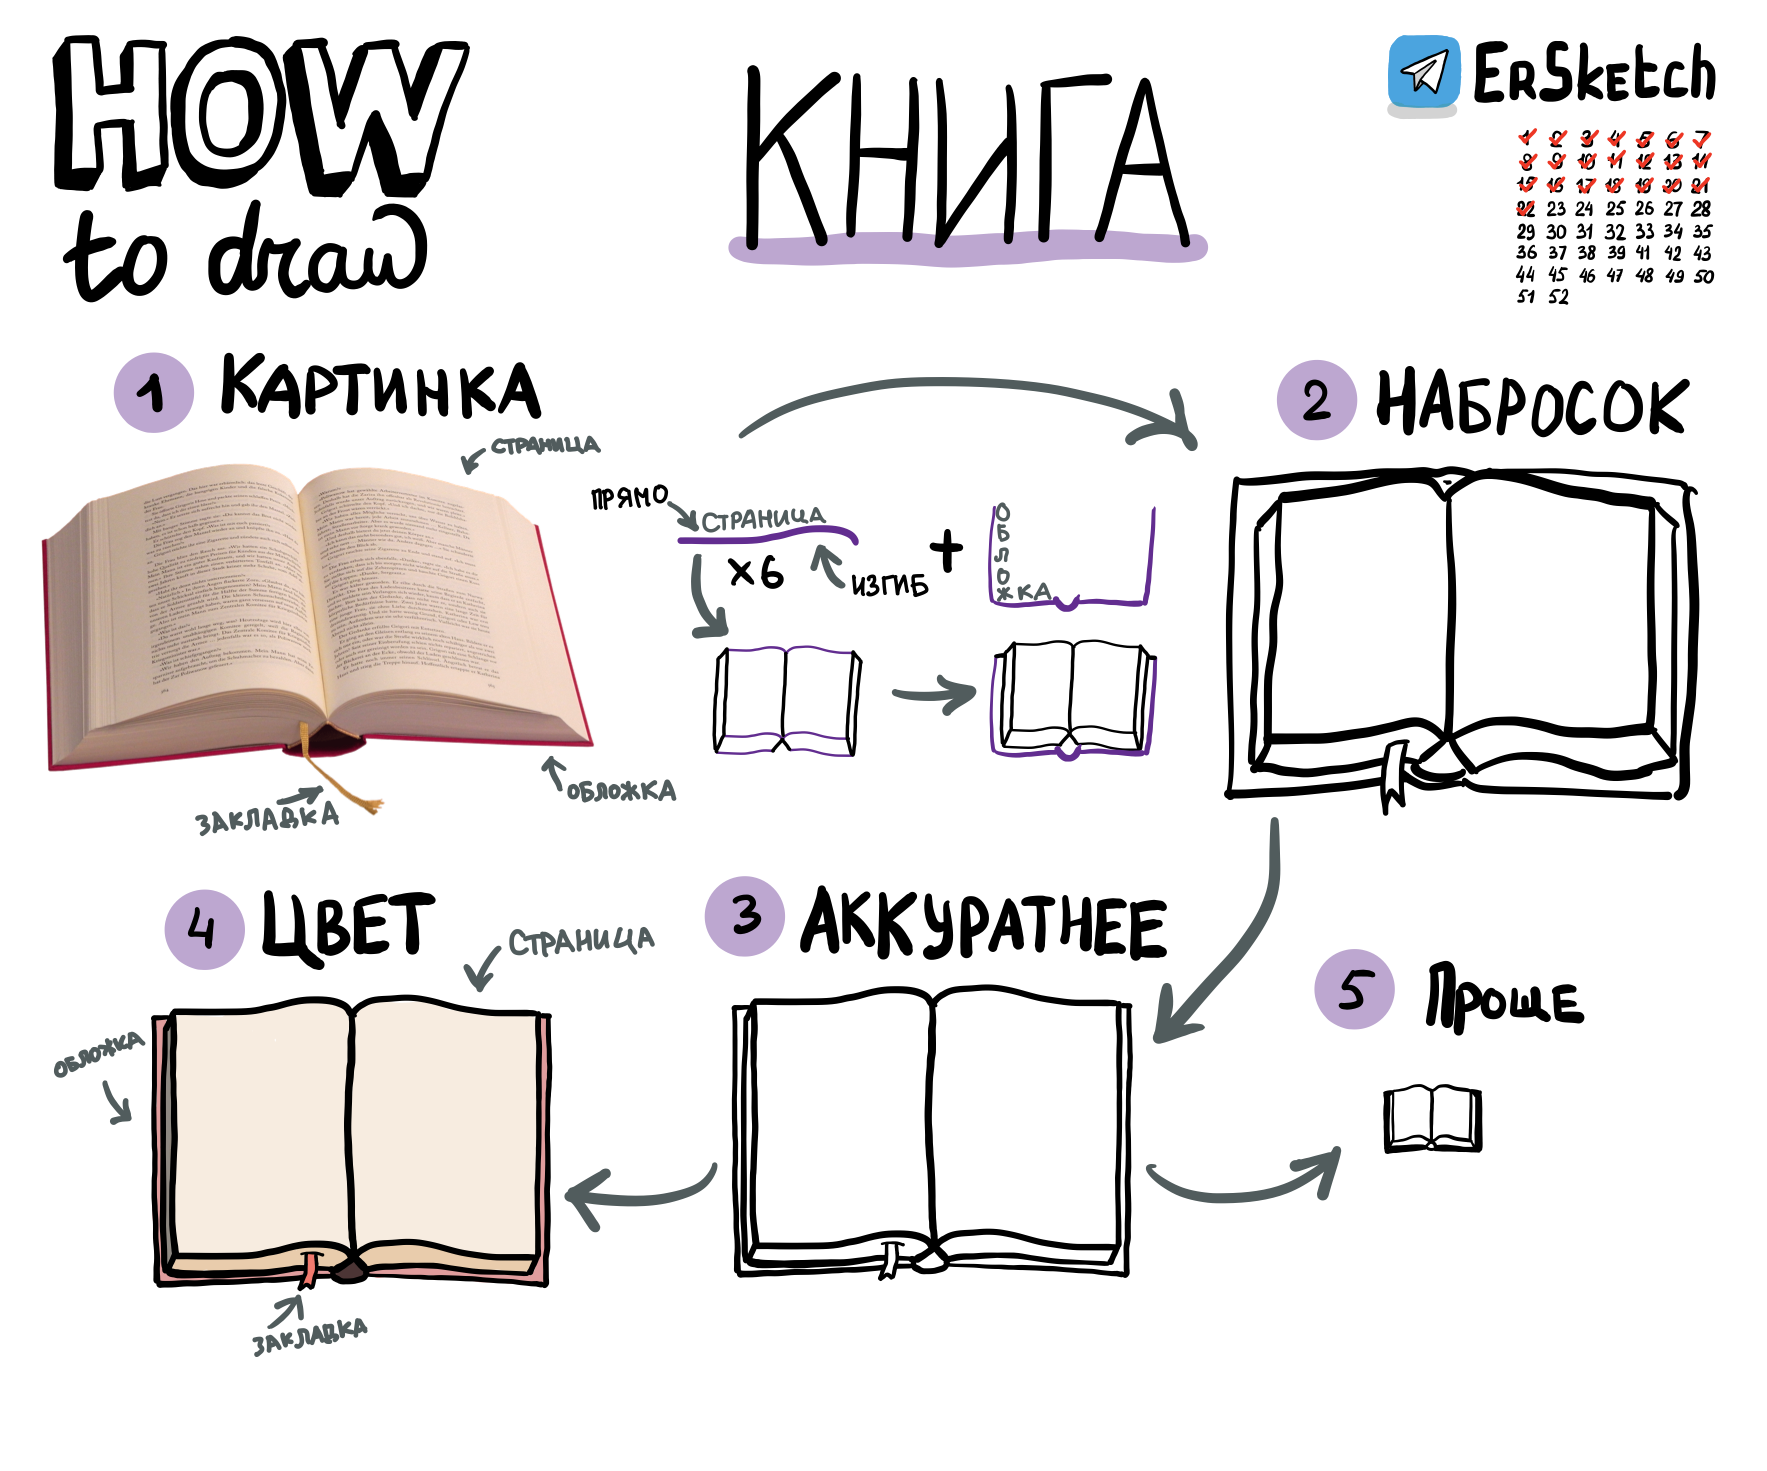 HOW
to draw
КНИГА
ErSketch
1 2 3 4 5 6 7
8 9 10 11 12 13 14
15 16 17 18 19 20 21
22 23 24 25 26 27 28
29 30 31 32 33 34 35
36 37 38 39 41 42 43
44 45 46 47 48 49 50
51 52
1 КАРТИНКА
СТРАНИЦА
ЗАКЛАДКА
ОБЛОЖКА
ПРЯМО
СТРАНИЦА
×6
ИЗГИБ
+
ОБЛОЖКА
2 НАБРОСОК
3 АККУРАТНЕЕ
4 ЦВЕТ
СТРАНИЦА
ОБЛОЖКА
ЗАКЛАДКА
5 ПРОЩЕ